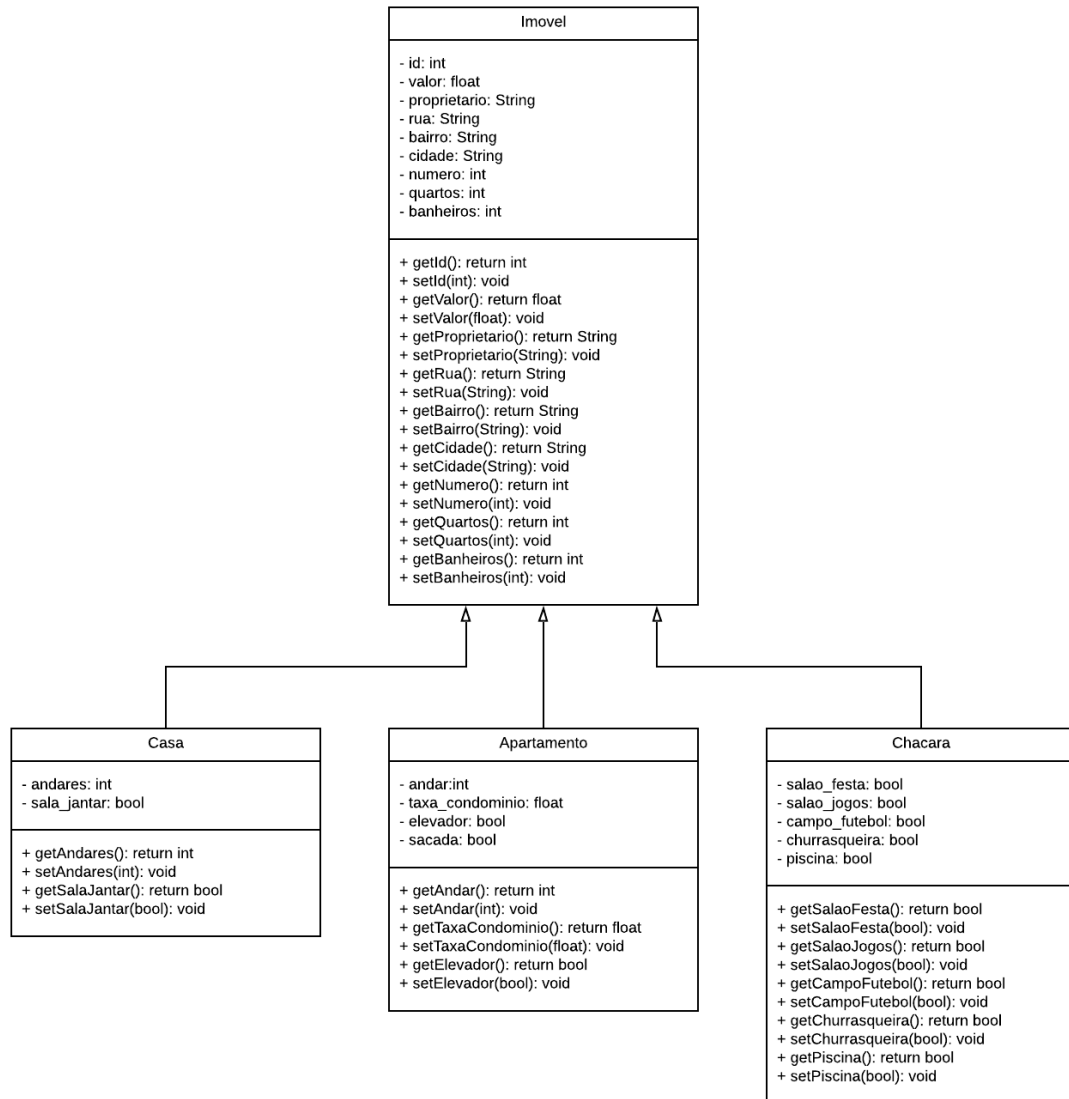 Imovel
- id: int
- valor: float
- proprietario: String
- rua: String
- bairro: String
- cidade: String
- numero: int
- quartos: int
- banheiros: int
+ getId(): return int
+ setId(int): void
+ getValor(): return float
+ setValor(float): void
+ getProprietario(): return String
+ setProprietario(String): void
+ getRua(): return String
+ setRua(String): void
+ getBairro(): return String
+ setBairro(String): void
+ getCidade(): return String
+ setCidade(String): void
+ getNumero(): return int
+ setNumero(int): void
+ getQuartos(): return int
+ setQuartos(int): void
+ getBanheiros(): return int
+ setBanheiros(int): void
Casa
- andares: int
- sala_jantar: bool
+ getAndares(): return int
+ setAndares(int): void
+ getSalaJantar(): return bool
+ setSalaJantar(bool): void
Apartamento
- andar:int
- taxa_condominio: float
- elevador: bool
- sacada: bool
+ getAndar(): return int
+ setAndar(int): void
+ getTaxaCondominio(): return float
+ setTaxaCondominio(float): void
+ getElevador(): return bool
+ setElevador(bool): void
Chacara
- salao_festa: bool
- salao_jogos: bool
- campo_futebol: bool
- churrasqueira: bool
- piscina: bool
+ getSalaoFesta(): return bool
+ setSalaoFesta(bool): void
+ getSalaoJogos(): return bool
+ setSalaoJogos(bool): void
+ getCampoFutebol(): return bool
+ setCampoFutebol(bool): void
+ getChurrasqueira(): return bool
+ setChurrasqueira(bool): void
+ getPiscina(): return bool
+ setPiscina(bool): void